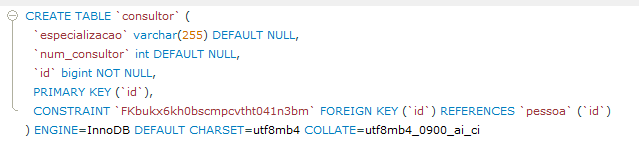 CREATE TABLE `consultor` (
`especializacao` varchar(255) DEFAULT NULL,
`num_consultor` int DEFAULT NULL,
`id` bigint NOT NULL,
PRIMARY KEY (`id`),
CONSTRAINT `FKbukx6kh0bscmpcvtht041n3bm` FOREIGN KEY (`id`) REFERENCES `pessoa` (`id`)
) ENGINE=InnoDB DEFAULT CHARSET=utf8mb4 COLLATE=utf8mb4_0900_ai_ci